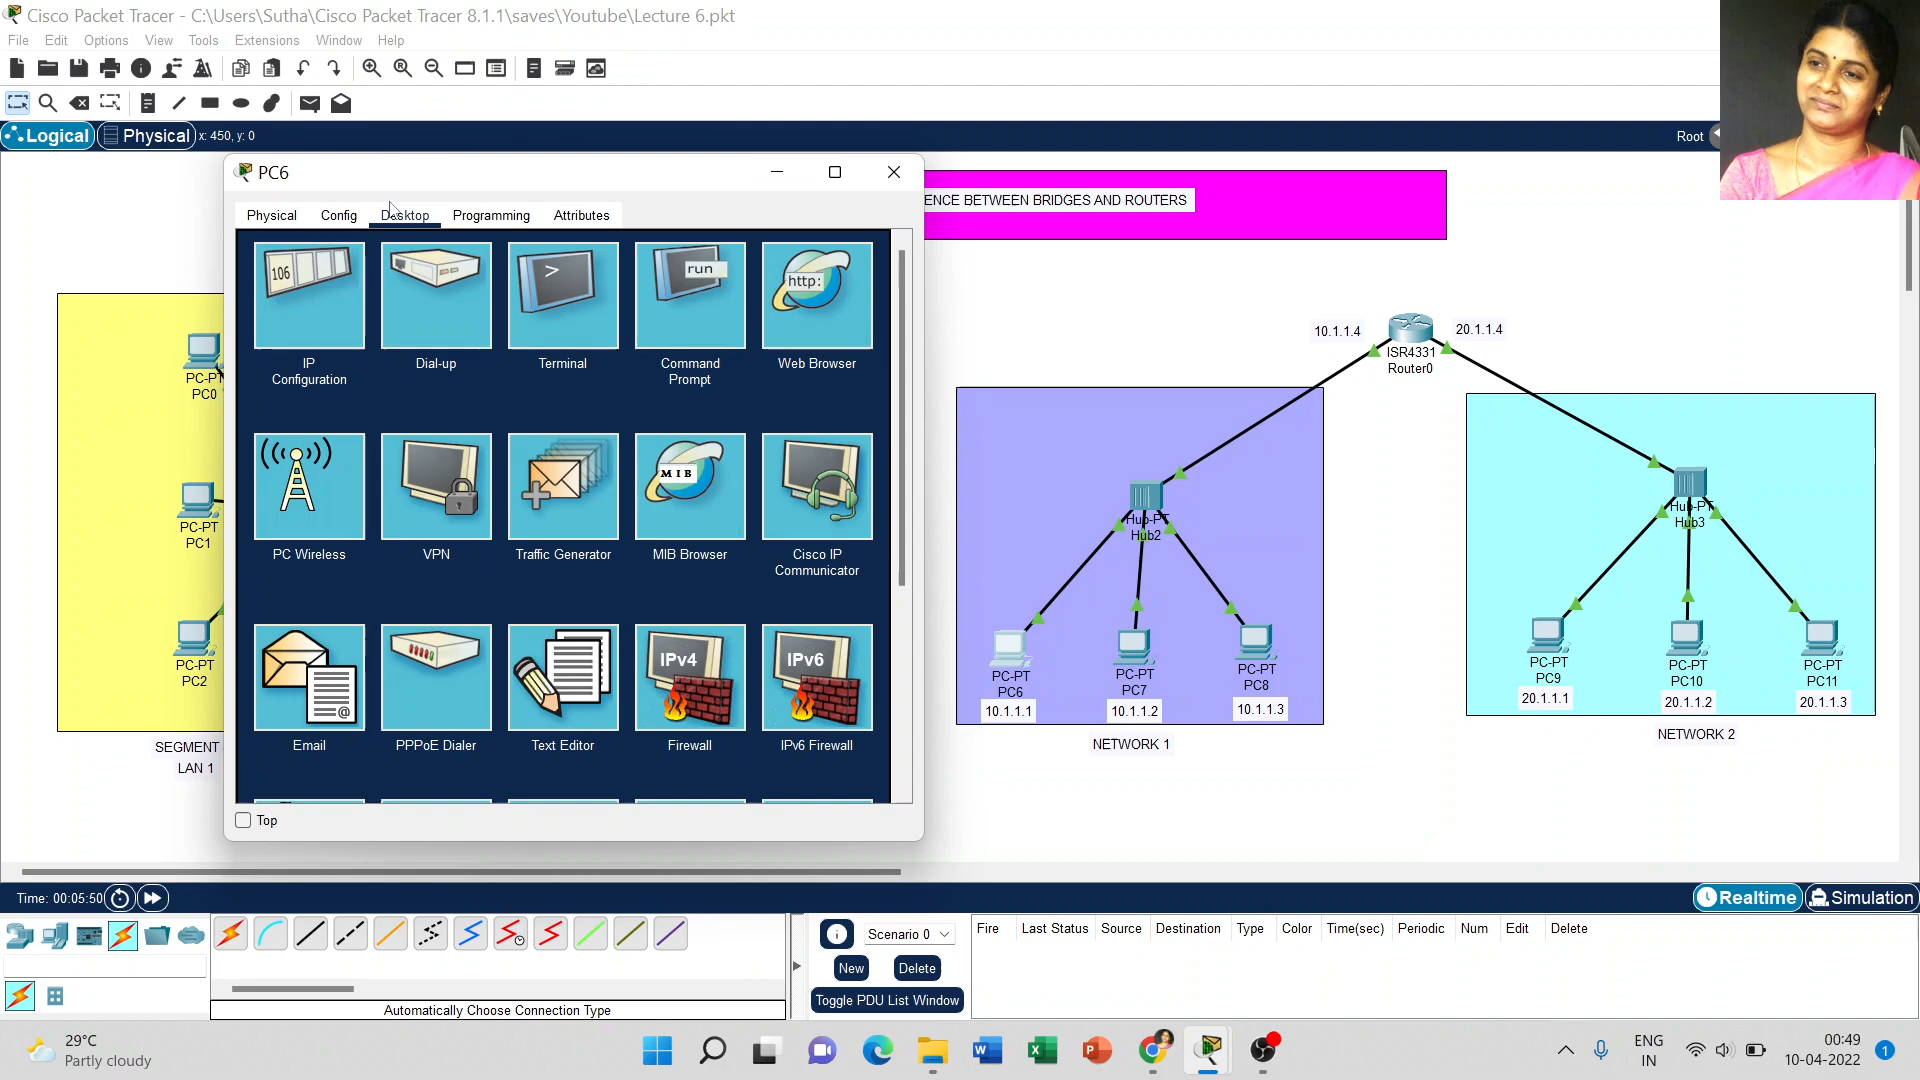 Cisco Packet Tracer - C:\Users\Sutha\Cisco Packet Tracer 8.1.1\saves\Youtube\Lecture 6.pkt
File Edit Options View Tools Extensions Window Help
Logical Physical x: 450, y: 0 Root
PC6
Physical Config Desktop Programming Attributes
ENCE BETWEEN BRIDGES AND ROUTERS
106
>
run
http:
IP Configuration
Dial-up
Terminal
Command Prompt
Web Browser
MIB
PC Wireless
VPN
Traffic Generator
MIB Browser
Cisco IP Communicator
@
IPv4
IPv6
Email
PPPoE Dialer
Text Editor
Firewall
IPv6 Firewall
Top
PC0
PC-PT
PC1
PC-PT
PC2
SEGMENT
LAN 1
10.1.1.4
20.1.1.4
ISR4331
Router0
Hub-PT
Hub2
PC-PT
PC6
10.1.1.1
PC-PT
PC7
10.1.1.2
PC-PT
PC8
10.1.1.3
NETWORK 1
Hub-PT
Hub3
PC-PT
PC9
20.1.1.1
PC-PT
PC10
20.1.1.2
PC-PT
PC11
20.1.1.3
NETWORK 2
Time: 00:05:50
Realtime Simulation
Scenario 0
New Delete
Toggle PDU List Window
Fire Last Status Source Destination Type Color Time(sec) Periodic Num Edit Delete
Automatically Choose Connection Type
29°C
Partly cloudy
ENG
IN
00:49
10-04-2022
1